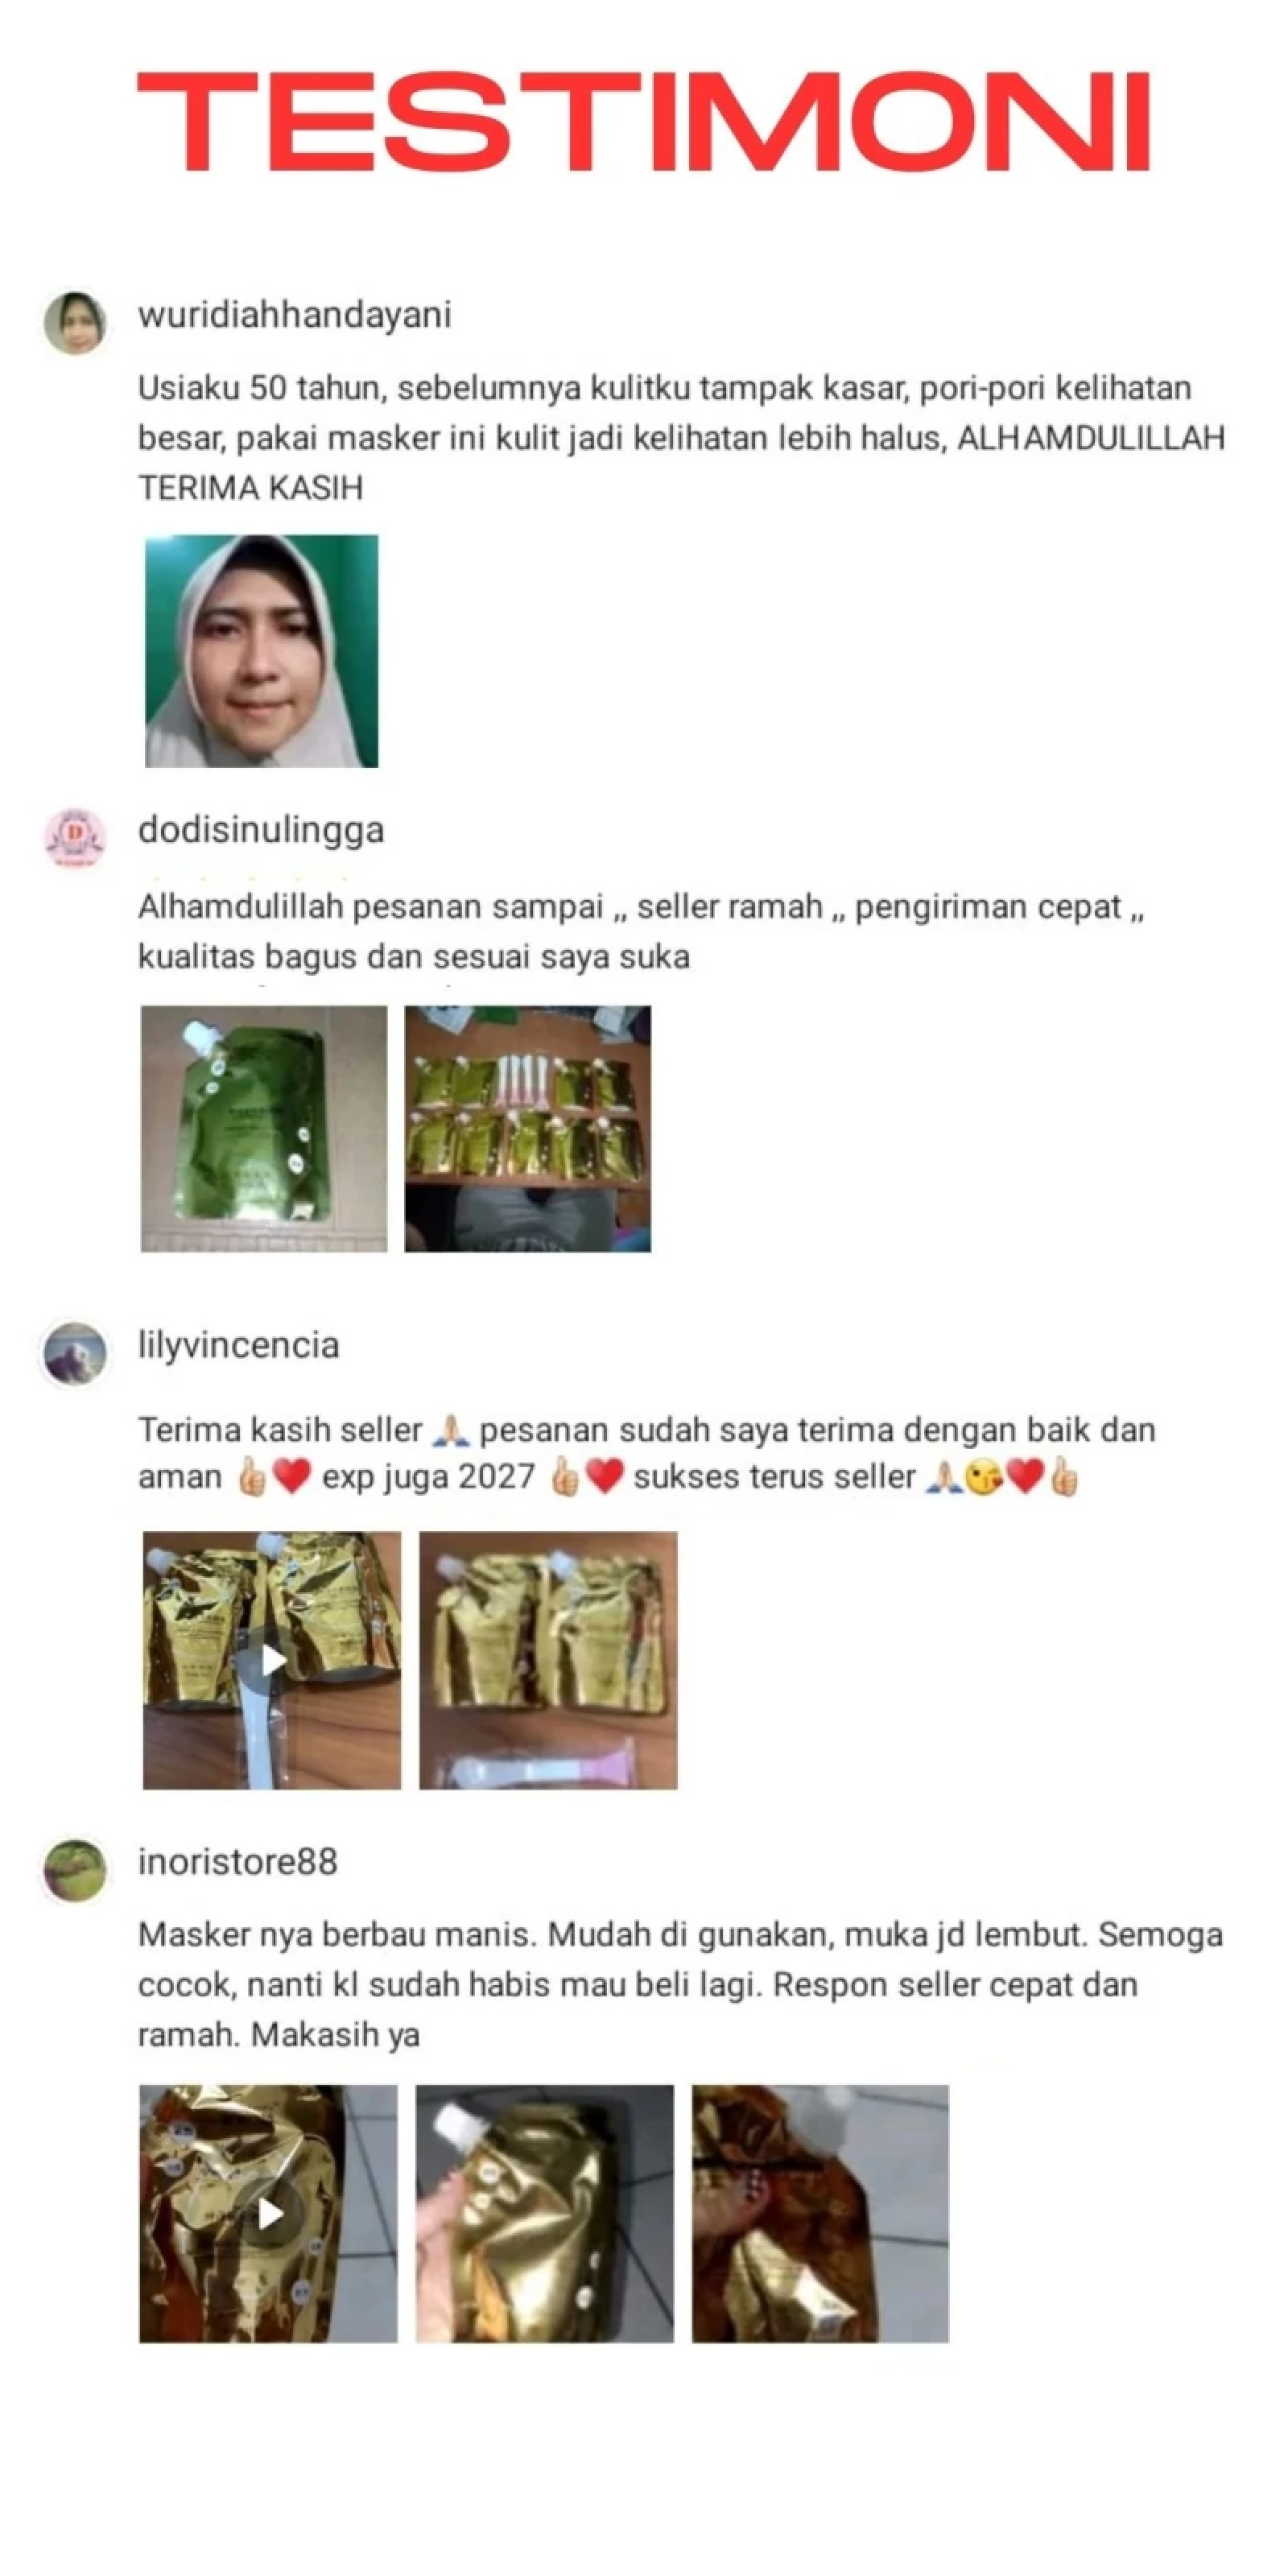 TESTIMONI
wuridiahhandayani
Usiaku 50 tahun, sebelumnya kulitku tampak kasar, pori-pori kelihatan
besar, pakai masker ini kulit jadi kelihatan lebih halus, ALHAMDULILLAH
TERIMA KASIH
D
dodisinulingga
Alhamdulillah pesanan sampai ,, seller ramah ,, pengiriman cepat ,,
kualitas bagus dan sesuai saya suka
lilyvincencia
Terima kasih seller 🙏🏼 pesanan sudah saya terima dengan baik dan
aman 👍🏼❤️ exp juga 2027 👍🏼❤️ sukses terus seller 🙏🏼😘❤️👍🏼
inoristore88
Masker nya berbau manis. Mudah di gunakan, muka jd lembut. Semoga
cocok, nanti kl sudah habis mau beli lagi. Respon seller cepat dan
ramah. Makasih ya